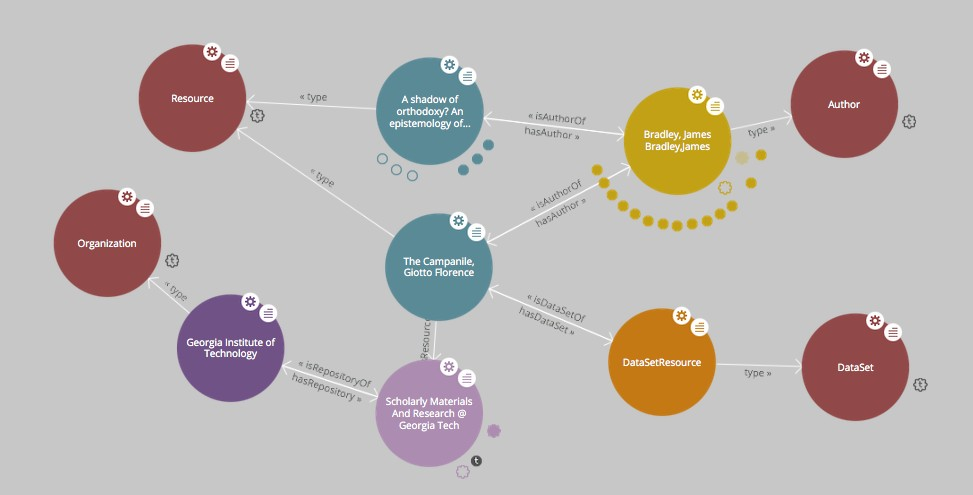 Resource
« type
A shadow of
orthodoxy? An
epistemology of...
« isAuthorOf
hasAuthor »
Bradley, James
Bradley,James
type »
Author
« type
« isAuthorOf
hasAuthor »
Organization
« type
The Campanile,
Giotto Florence
« isDataSetOf
hasDataSet »
Georgia Institute of
Technology
Resourc
DataSetResource
type »
DataSet
« isRepositoryOf
hasRepository »
Scholarly Materials
And Research @
Georgia Tech
t